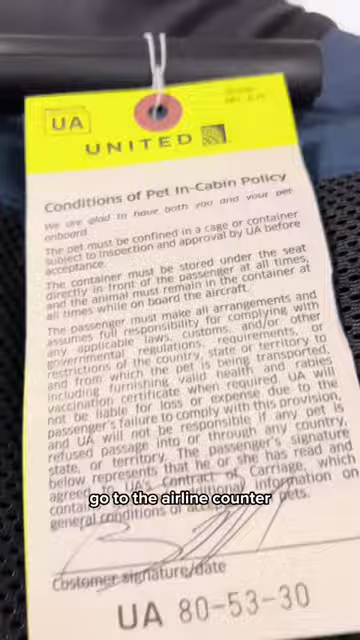 UA
UNITED
Conditions of Pet In-Cabin Policy
We are glad to have both you and your pet
onboard.
The pet must be confined in a cage or container
subject to inspection and approval by UA before
acceptance.
The container must be stored under the seat
directly in front of the passenger at all times,
and the animal must remain in the container at
all times while on board the aircraft.
The passenger must make all arrangements and
assumes full responsibility for complying with
any applicable laws, customs, and/or other
governmental regulations, requirements, or
restrictions of the country, state or territory to
and from which the pet is being transported,
including furnishing valid health and rabies
vaccination certificate when required. UA will
not be liable for loss or expense due to the
passenger's failure to comply with this provision,
and UA will not be responsible if any pet is
refused passage into or through any country,
state, or territory. The passenger's signature
below represents that he or she has read and
agreed to UA's Contract of Carriage, which
additional information on
go to the airline counter
general conditions of acceptance pets.
Customer signature/date
UA 80-53-30